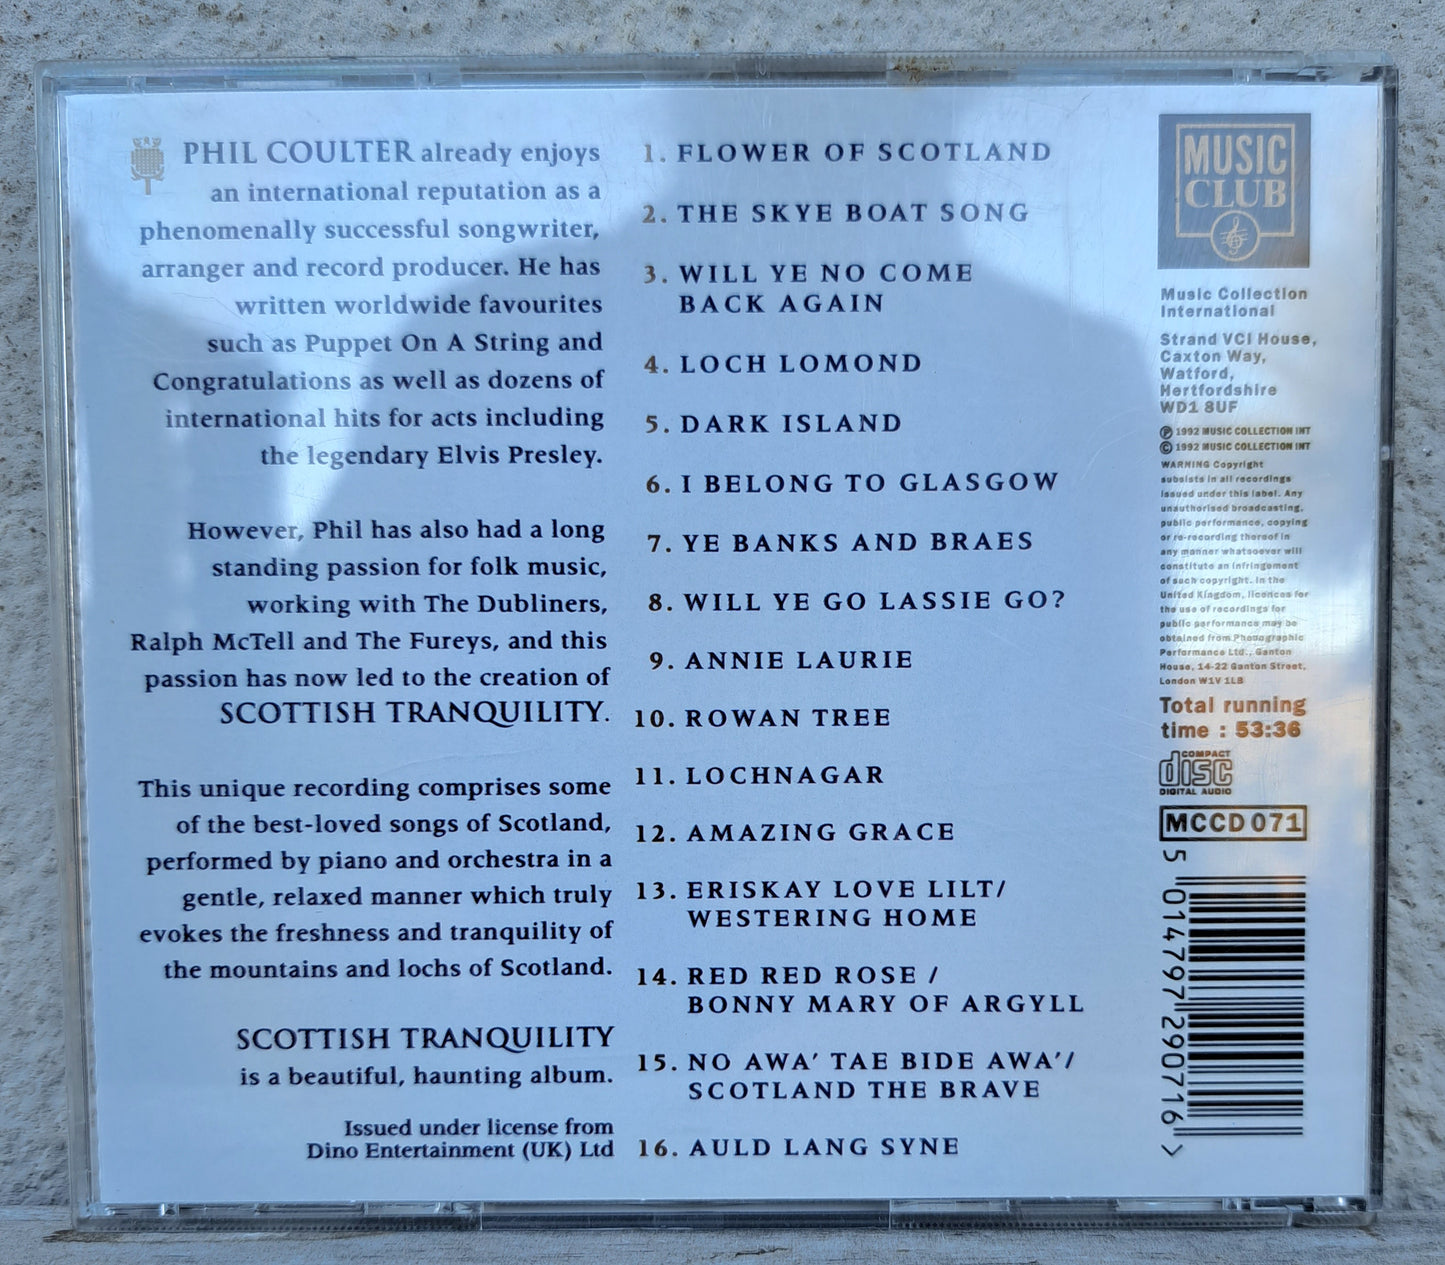 PHIL COULTER already enjoys
an international reputation as a
phenomenally successful songwriter,
arranger and record producer. He has
written worldwide favourites
such as Puppet On A String and
Congratulations as well as dozens of
international hits for acts including
the legendary Elvis Presley.
However, Phil has also had a long
standing passion for folk music,
working with The Dubliners,
Ralph McTell and The Fureys, and this
passion has now led to the creation of
SCOTTISH TRANQUILITY.
This unique recording comprises some
of the best-loved songs of Scotland,
performed by piano and orchestra in a
gentle, relaxed manner which truly
evokes the freshness and tranquility of
the mountains and lochs of Scotland.
SCOTTISH TRANQUILITY
is a beautiful, haunting album.
Issued under license from
Dino Entertainment (UK) Ltd
1. FLOWER OF SCOTLAND
2. THE SKYE BOAT SONG
3. WILL YE NO COME
BACK AGAIN
4. LOCH LOMOND
5. DARK ISLAND
6. I BELONG TO GLASGOW
7. YE BANKS AND BRAES
8. WILL YE GO LASSIE GO?
9. ANNIE LAURIE
10. ROWAN TREE
11. LOCHNAGAR
12. AMAZING GRACE
13. ERISKAY LOVE LILT/
WESTERING HOME
14. RED RED ROSE /
BONNY MARY OF ARGYLL
15. NO AWA' TAE BIDE AWA'/
SCOTLAND THE BRAVE
16. AULD LANG SYNE
MUSIC
CLUB
Music Collection
International
Strand VCI House,
Caxton Way,
Watford,
Hertfordshire
WD1 8UF
℗ 1992 MUSIC COLLECTION INT
© 1992 MUSIC COLLECTION INT
WARNING Copyright
subsists in all recordings
issued under this label. Any
unauthorised broadcasting,
public performance, copying
or re-recording thereof in
any manner whatsoever will
constitute an infringement
of such copyright. In the
United Kingdom, licences for
the use of recordings for
public performance may be
obtained from Phonographic
Performance Ltd., Ganton
House, 14-22 Ganton Street,
London W1V 1LB
Total running
time : 53:36
COMPACT
disc
DIGITAL AUDIO
MCCD 071
5 014797 290716 >